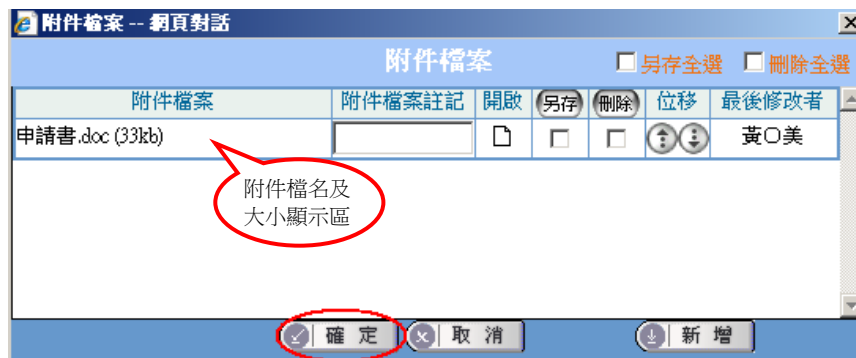 附件檔案 -- 網頁對話
附件檔案 另存全選 刪除全選
附件檔案 附件檔案註記 開啟 另存 刪除 位移 最後修改者
申請書.doc (33kb) 黃○美
附件檔名及
大小顯示區
確 定 取 消 新 增